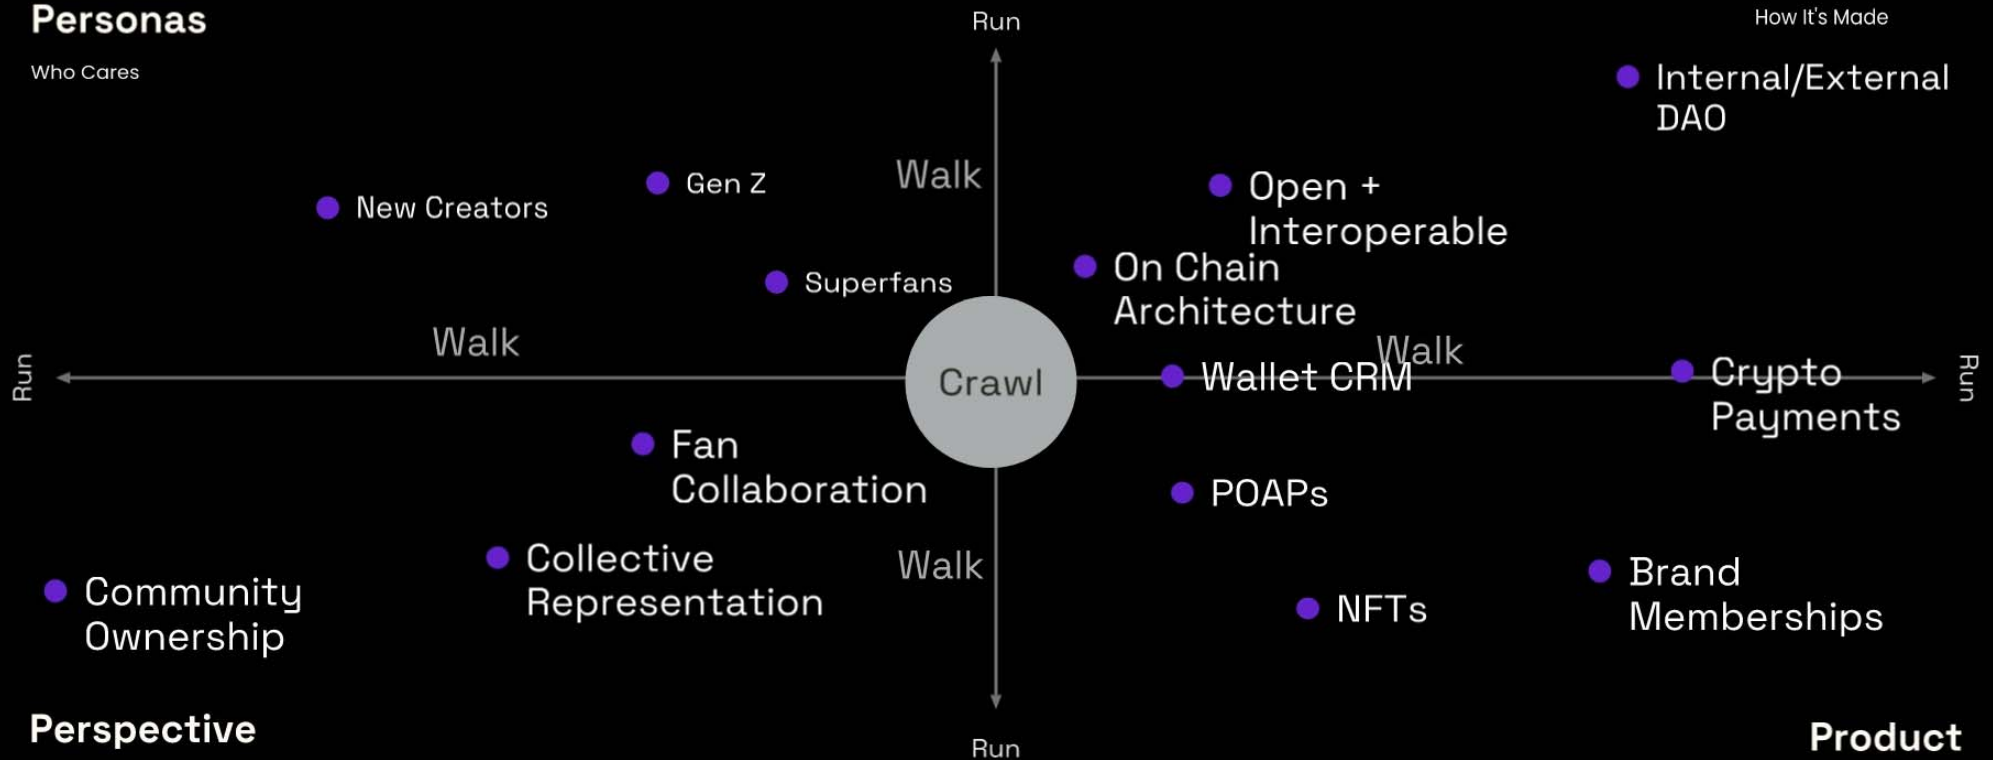 Personas
Who Cares
Run
How It's Made
Internal/External
DAO
New Creators
Gen Z
Walk
Open +
Interoperable
Superfans
On Chain
Architecture
Run
Walk
Crawl
Walk
Wallet CRM
Crypto
Payments
Run
Fan
Collaboration
POAPs
Community
Ownership
Collective
Representation
Walk
NFTs
Brand
Memberships
Perspective
Run
Product